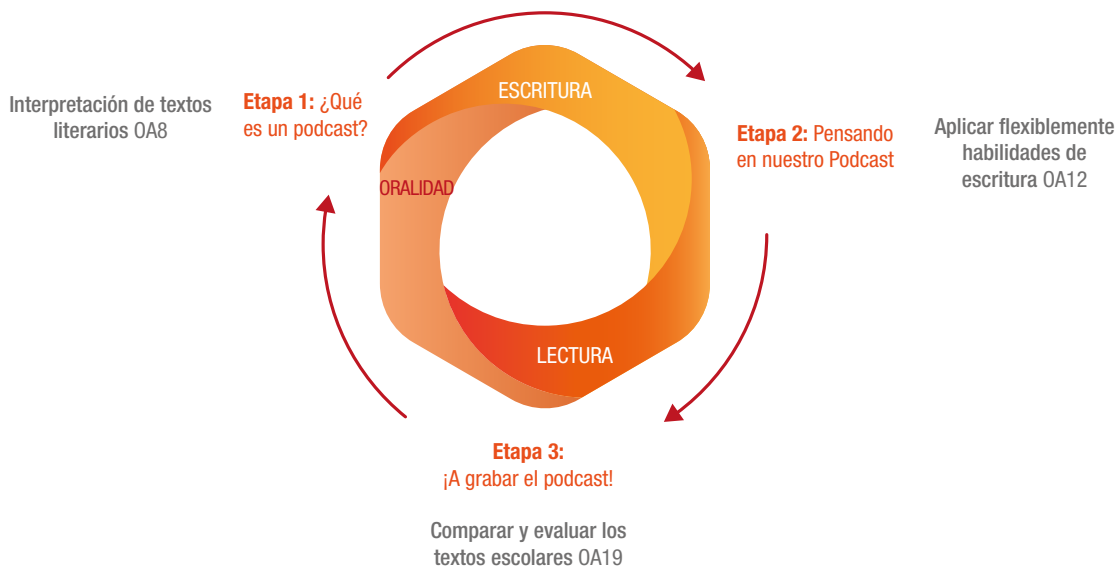 ESCRITURA
Interpretación de textos
literarios OA8
Etapa 1: ¿Qué
es un podcast?
Etapa 2: Pensando
en nuestro Podcast
Aplicar flexiblemente
habilidades de
escritura OA12
ORALIDAD
LECTURA
Etapa 3:
¡A grabar el podcast!
Comparar y evaluar los
textos escolares OA19